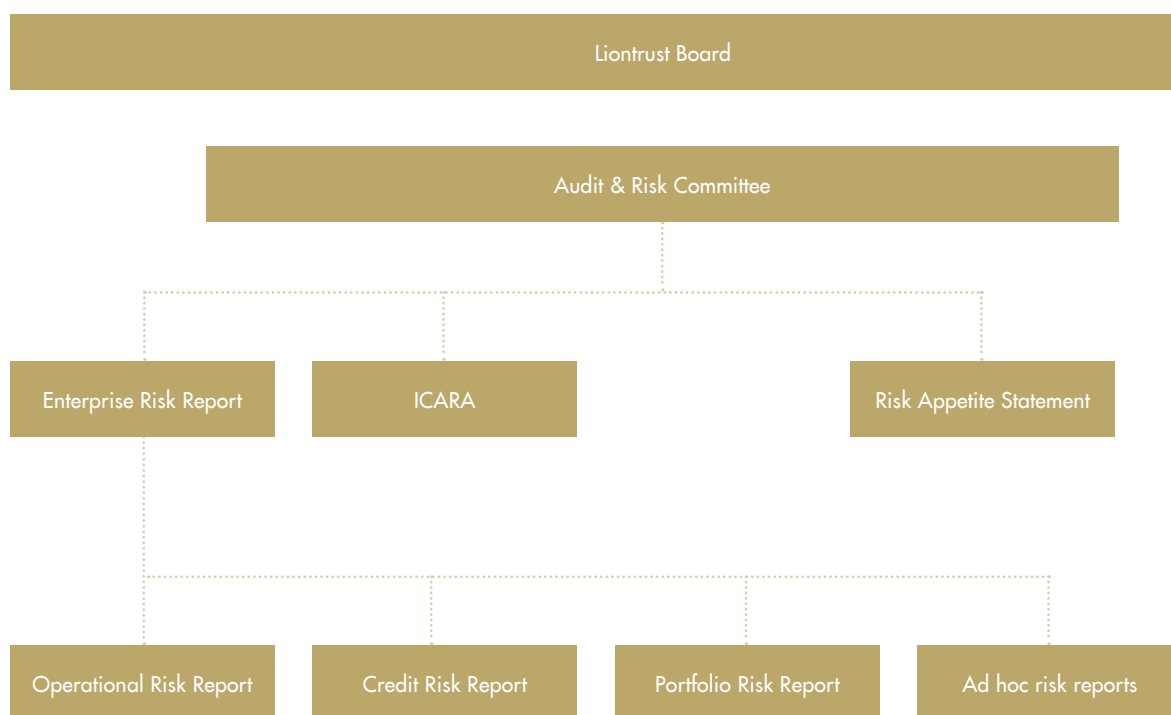 Liontrust Board
Audit & Risk Committee
Enterprise Risk Report
ICARA
Risk Appetite Statement
Operational Risk Report
Credit Risk Report
Portfolio Risk Report
Ad hoc risk reports